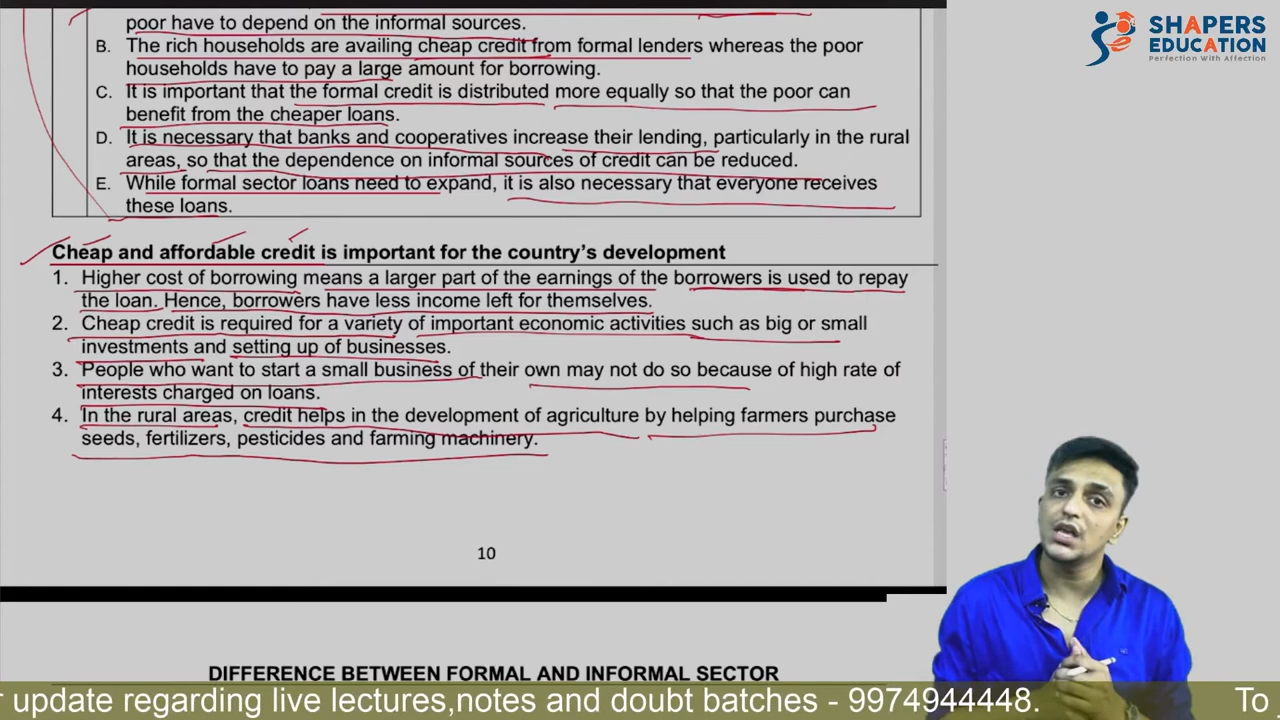 poor have to depend on the informal sources.
B. The rich households are availing cheap credit from formal lenders whereas the poor
households have to pay a large amount for borrowing.
C. It is important that the formal credit is distributed more equally so that the poor can
benefit from the cheaper loans.
D. It is necessary that banks and cooperatives increase their lending, particularly in the rural
areas, so that the dependence on informal sources of credit can be reduced.
E. While formal sector loans need to expand, it is also necessary that everyone receives
these loans.
Cheap and affordable credit is important for the country's development
1. Higher cost of borrowing means a larger part of the earnings of the borrowers is used to repay
the loan. Hence, borrowers have less income left for themselves.
2. Cheap credit is required for a variety of important economic activities such as big or small
investments and setting up of businesses.
3. People who want to start a small business of their own may not do so because of high rate of
interests charged on loans.
4. In the rural areas, credit helps in the development of agriculture by helping farmers purchase
seeds, fertilizers, pesticides and farming machinery.
10
DIFFERENCE BETWEEN FORMAL AND INFORMAL SECTOR
SHAPERS
EDUCATION
Perfection With Affection
update regarding live lectures,notes and doubt batches - 9974944448. To